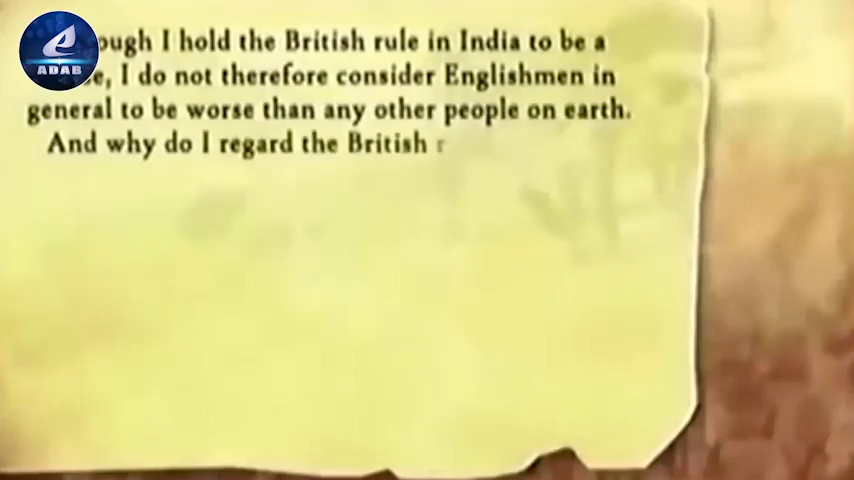 ADAB
ough I hold the British rule in India to be a
e, I do not therefore consider Englishmen in
general to be worse than any other people on earth.
And why do I regard the British r